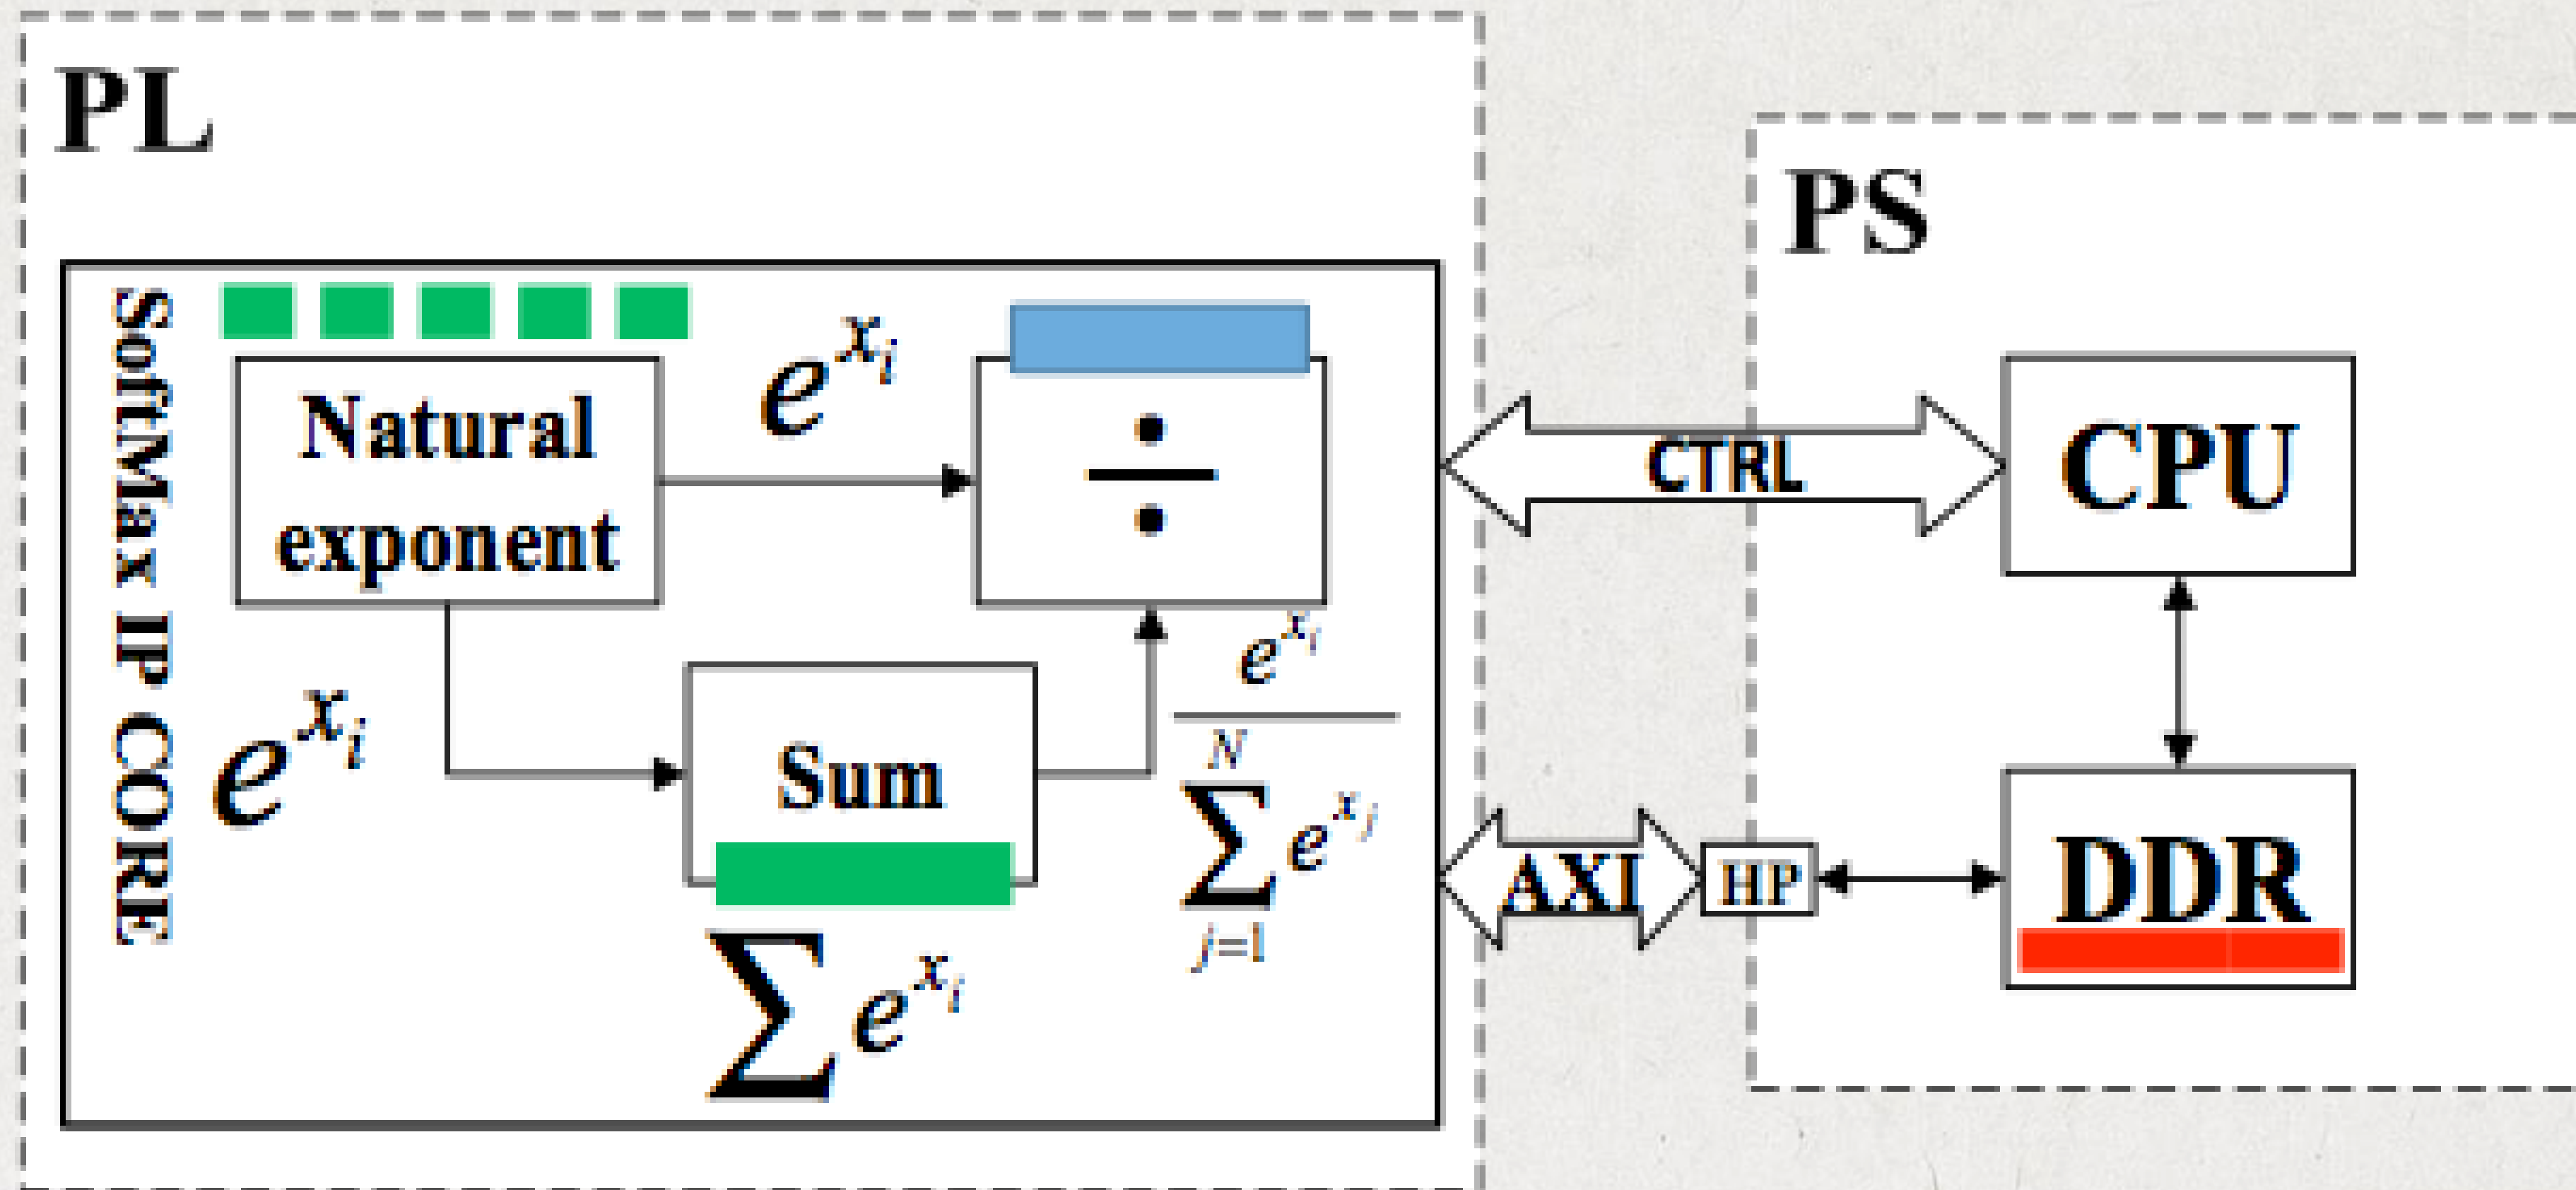 PL
SoftMax IP CORE
Natural
exponent
e^{x_i}
÷
e^{x_i}
Sum
∑ e^{x_i}
e^{x_i}
N
∑ e^{x_j}
j=1
CTRL
AXI
HP
PS
CPU
DDR